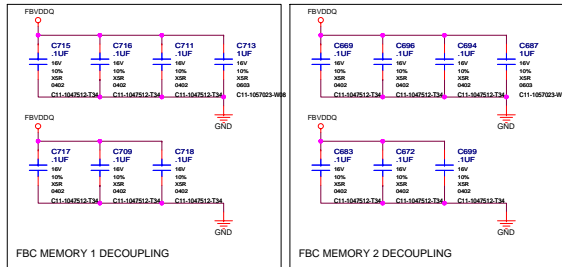 FBVDDQ
C715
.1UF
16V
10%
X5R
0402
C11-1047512-T34
C716
.1UF
16V
10%
X5R
0402
C11-1047512-T34
C711
.1UF
16V
10%
X5R
0402
C11-1047512-T34
C713
1UF
16V
10%
X5R
0603
C11-1057023-W08
GND
FBVDDQ
C717
.1UF
16V
10%
X5R
0402
C11-1047512-T34
C709
.1UF
16V
10%
X5R
0402
C11-1047512-T34
C718
.1UF
16V
10%
X5R
0402
C11-1047512-T34
GND
FBC MEMORY 1 DECOUPLING
FBVDDQ
C669
.1UF
16V
10%
X5R
0402
C11-1047512-T34
C696
.1UF
16V
10%
X5R
0402
C11-1047512-T34
C694
.1UF
16V
10%
X5R
0402
C11-1047512-T34
C687
1UF
16V
10%
X5R
0603
C11-1057023-W
GND
FBVDDQ
C683
.1UF
16V
10%
X5R
0402
C11-1047512-T34
C672
.1UF
16V
10%
X5R
0402
C11-1047512-T34
C699
.1UF
16V
10%
X5R
0402
C11-1047512-T34
GND
FBC MEMORY 2 DECOUPLING